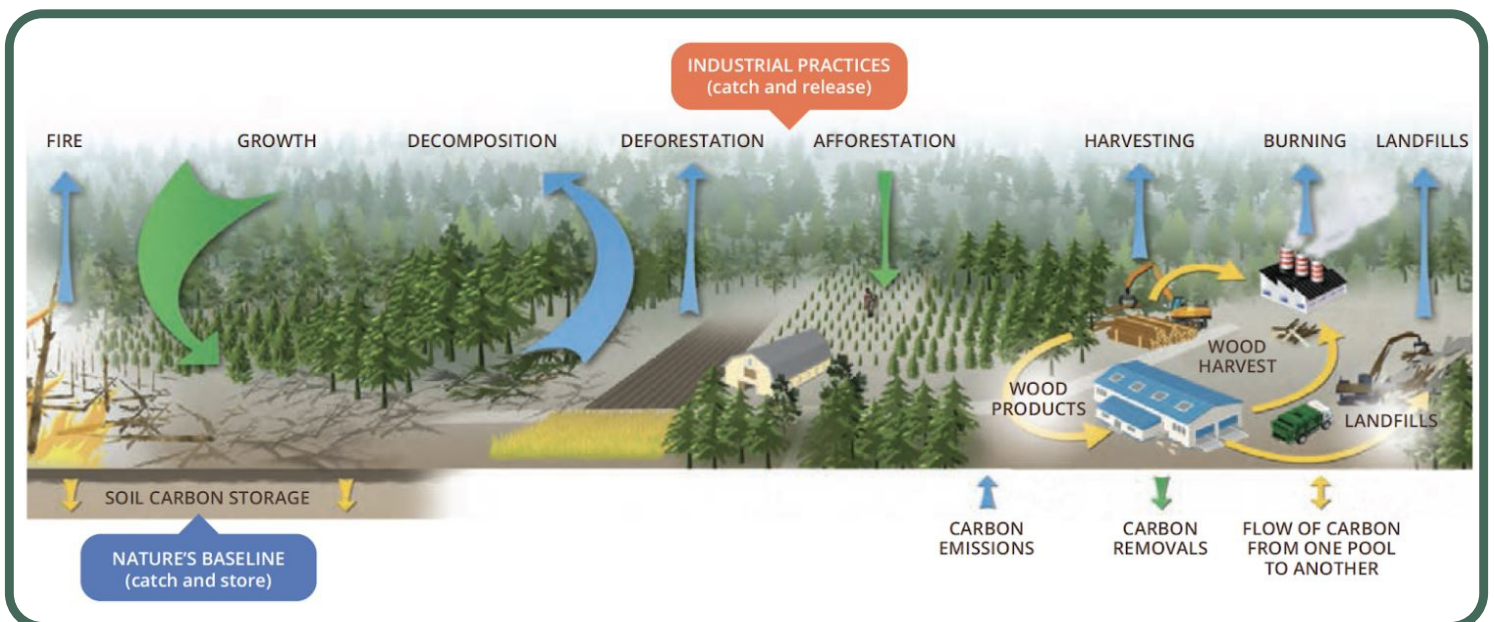 INDUSTRIAL PRACTICES
(catch and release)
FIRE
GROWTH
DECOMPOSITION
DEFORESTATION
AFFORESTATION
HARVESTING
BURNING
LANDFILLS
WOOD
HARVEST
WOOD
PRODUCTS
LANDFILLS
SOIL CARBON STORAGE
NATURE'S BASELINE
(catch and store)
CARBON
EMISSIONS
CARBON
REMOVALS
FLOW OF CARBON
FROM ONE POOL
TO ANOTHER